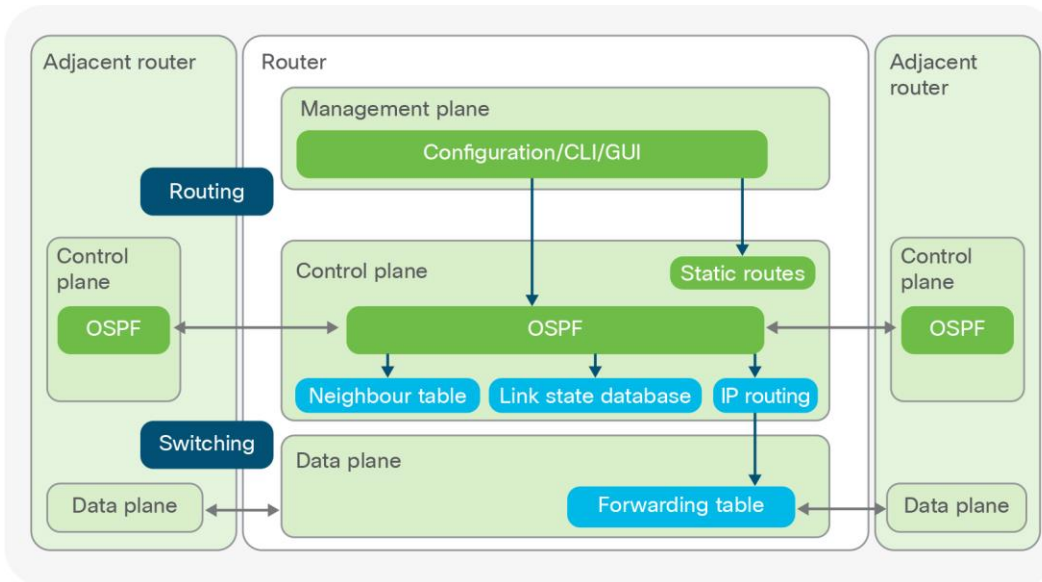 Adjacent router
Router
Adjacent
router
Management plane
Configuration/CLI/GUI
Routing
Control
plane
Control plane
Static routes
Control
plane
OSPF
OSPF
OSPF
Neighbour table
Link state database
IP routing
Switching
Data plane
Data plane
Forwarding table
Data plane